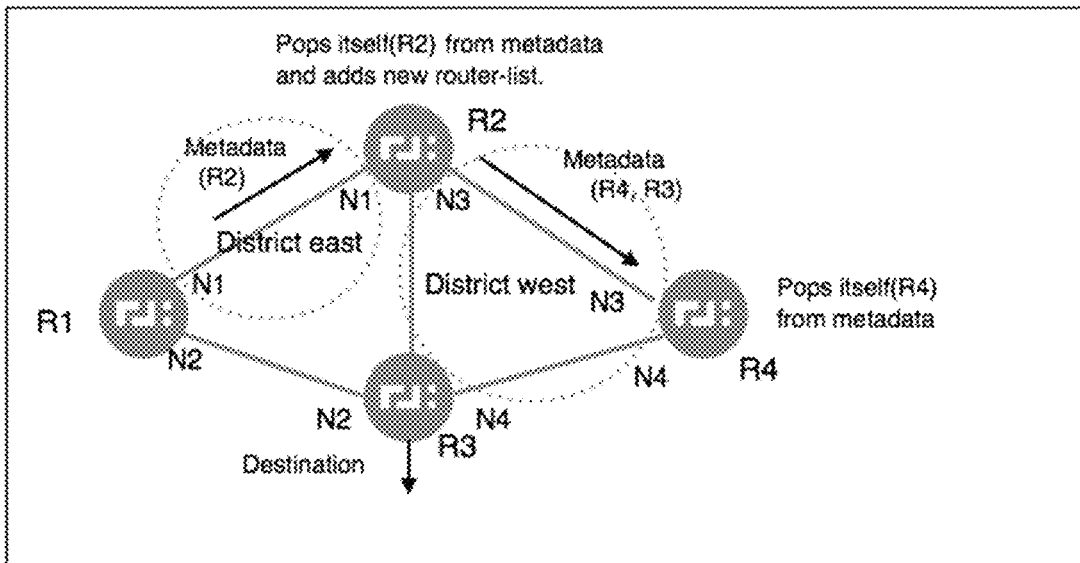 Pops itself(R2) from metadata
and adds new router-list.
R2
Metadata
(R2)
Metadata
(R4, R3)
N1
N3
District east
District west
N1
N3
Pops itself(R4)
from metadata
R1
N2
N4
R4
N2
N4
R3
Destination